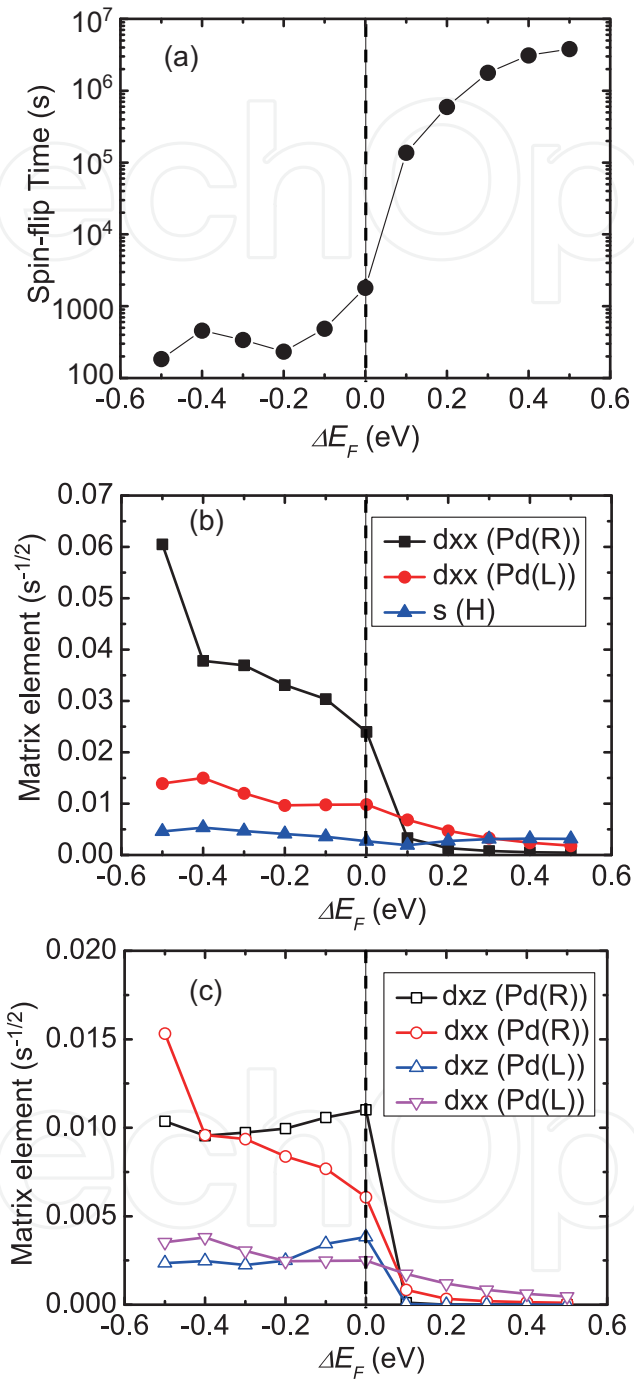 10^7
10^6
10^5
10^4
1000
100
Spin-flip Time (s)
(a)
-0.6 -0.4 -0.2 0.0 0.2 0.4 0.6
ΔE_F (eV)
0.07
0.06
0.05
0.04
0.03
0.02
0.01
0.00
Matrix element (s^{-1/2})
(b)
dxx (Pd(R))
dxx (Pd(L))
s (H)
-0.6 -0.4 -0.2 0.0 0.2 0.4 0.6
ΔE_F (eV)
0.020
0.015
0.010
0.005
0.000
Matrix element (s^{-1/2})
(c)
dxz (Pd(R))
dxx (Pd(R))
dxz (Pd(L))
dxx (Pd(L))
-0.6 -0.4 -0.2 0.0 0.2 0.4 0.6
ΔE_F (eV)
echOp
echOp